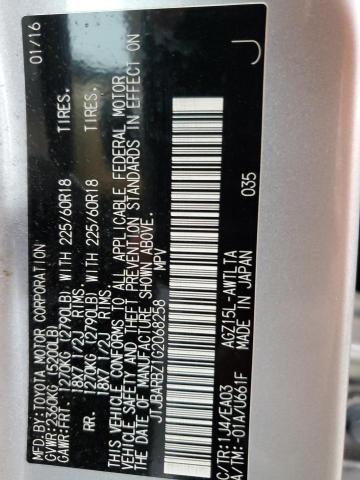 MFD. BY: TOYOTA MOTOR CORPORATION 01/16
GVWR: 2360KG (5200LB)
GAWR: FRT. 1270KG (2790LB) WITH 225/60R18 TIRES.
18X7 1/2J RIMS.
RR. 1270KG (2790LB) WITH 225/60R18 TIRES.
18X7 1/2J RIMS.
THIS VEHICLE CONFORMS TO ALL APPLICABLE FEDERAL MOTOR
VEHICLE SAFETY AND THEFT PREVENTION STANDARDS IN EFFECT ON
THE DATE OF MANUFACTURE SHOWN ABOVE.
JTJBARBZ1G2068258 MPV
J
C/TR: 1J4/EA03 AGZ15L-AWTLTA 035
A/TM: -01A/U661F MADE IN JAPAN